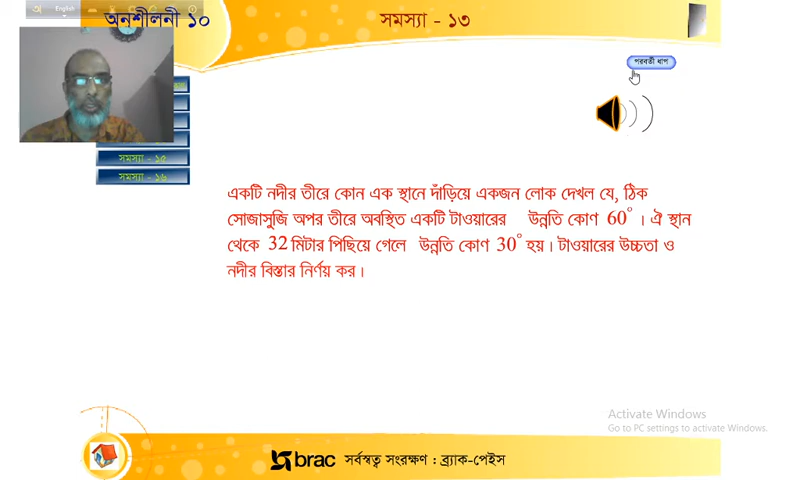 English
অনুশীলনী ১০
সমস্যা - ১৩
পরবর্তী ধাপ
সমস্যা - ১৫
সমস্যা - ১৬
একটি নদীর তীরে কোন এক স্থানে দাঁড়িয়ে একজন লোক দেখল যে, ঠিক
সোজাসুজি অপর তীরে অবস্থিত একটি টাওয়ারের উন্নতি কোণ 60° । ঐ স্থান
থেকে 32 মিটার পিছিয়ে গেলে উন্নতি কোণ 30° হয়। টাওয়ারের উচ্চতা ও
নদীর বিস্তার নির্ণয় কর।
Activate Windows
Go to PC settings to activate Windows.
brac সর্বস্বত্ব সংরক্ষণ : ব্র্যাক-পেইস